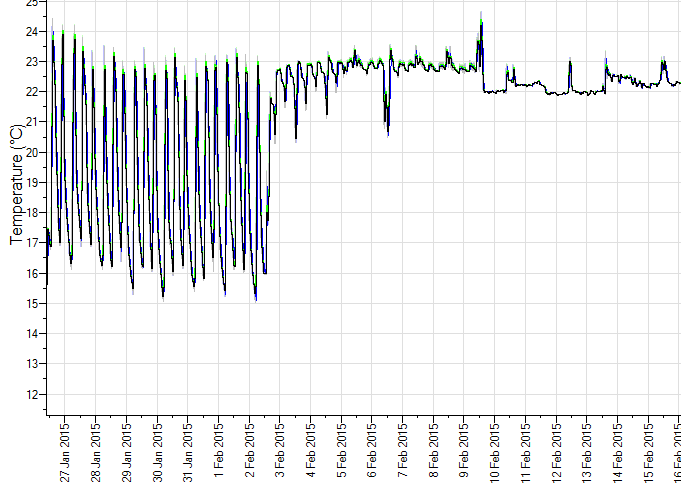 25
24
23
22
21
20
19
18
17
16
15
14
13
12
Temperature (°C)
27 Jan 2015
28 Jan 2015
29 Jan 2015
30 Jan 2015
31 Jan 2015
1 Feb 2015
2 Feb 2015
3 Feb 2015
4 Feb 2015
5 Feb 2015
6 Feb 2015
7 Feb 2015
8 Feb 2015
9 Feb 2015
10 Feb 2015
11 Feb 2015
12 Feb 2015
13 Feb 2015
14 Feb 2015
15 Feb 2015
16 Feb 2015